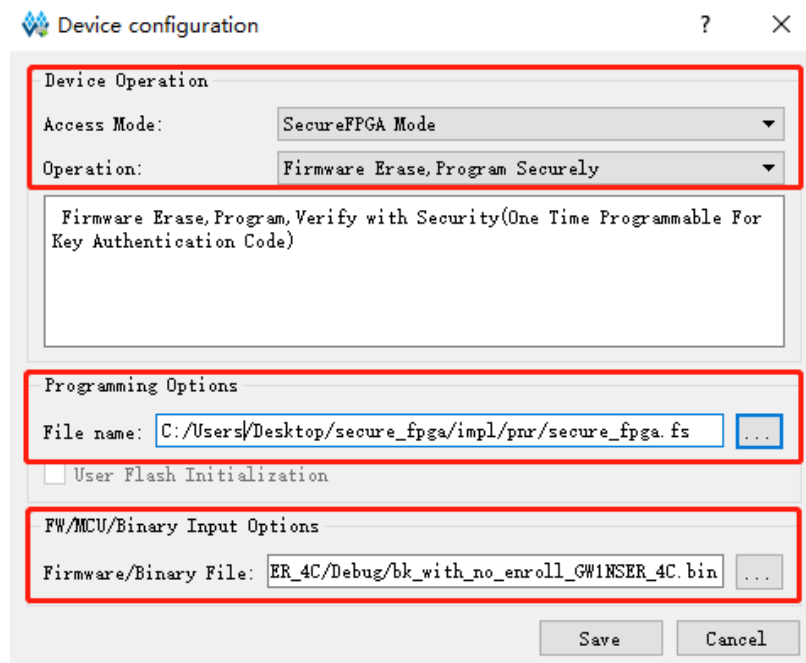 Device configuration
?
Device Operation
Access Mode:
SecureFPGA Mode
Operation:
Firmware Erase,Program Securely
Firmware Erase,Program,Verify with Security(One Time Programmable For
Key Authentication Code)
Programming Options
File name:
C:/Users/Desktop/secure_fpga/impl/pnr/secure_fpga.fs
...
User Flash Initialization
FW/MCU/Binary Input Options
Firmware/Binary File:
ER_4C/Debug/bk_with_no_enroll_GW1NSER_4C.bin
...
Save
Cancel